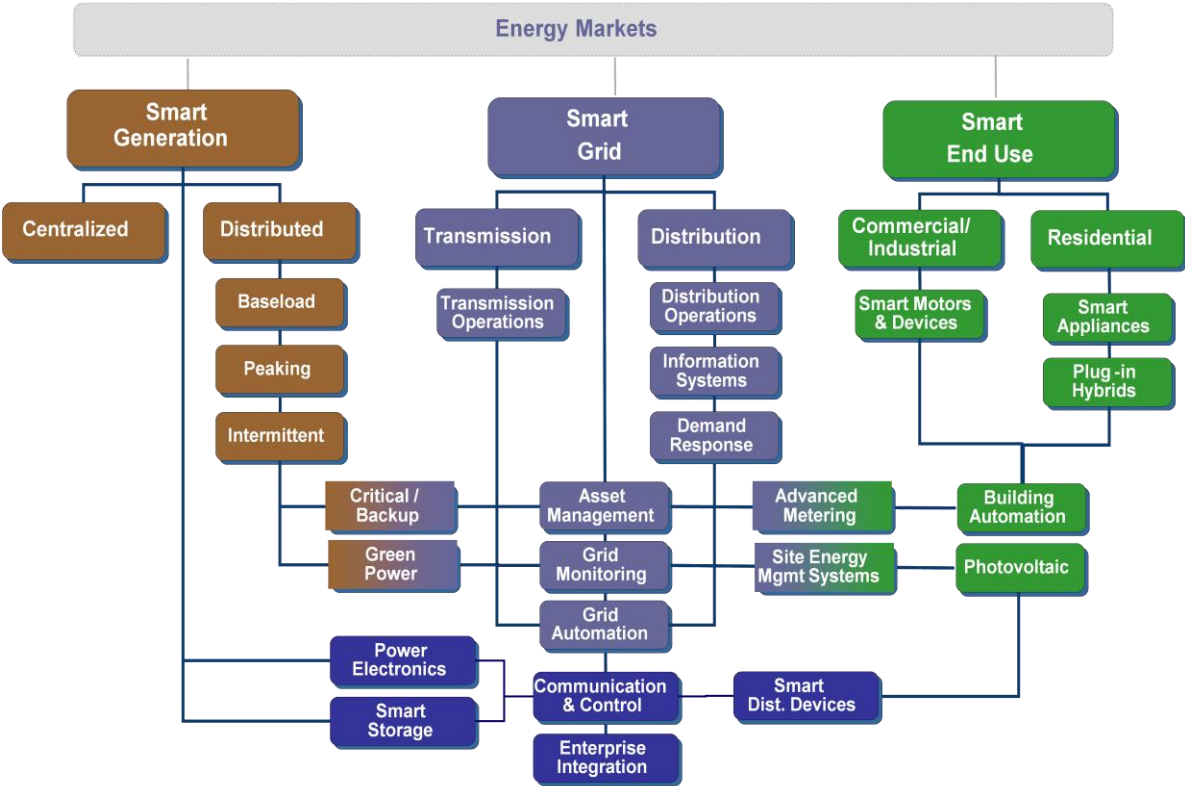 Energy Markets
Smart
Generation
Smart
Grid
Smart
End Use
Centralized
Distributed
Transmission
Distribution
Commercial/
Industrial
Residential
Baseload
Transmission
Operations
Distribution
Operations
Smart Motors
& Devices
Smart
Appliances
Peaking
Information
Systems
Plug -in
Hybrids
Intermittent
Demand
Response
Critical /
Backup
Asset
Management
Advanced
Metering
Building
Automation
Green
Power
Grid
Monitoring
Site Energy
Mgmt Systems
Photovoltaic
Grid
Automation
Power
Electronics
Communication
& Control
Smart
Dist. Devices
Smart
Storage
Enterprise
Integration